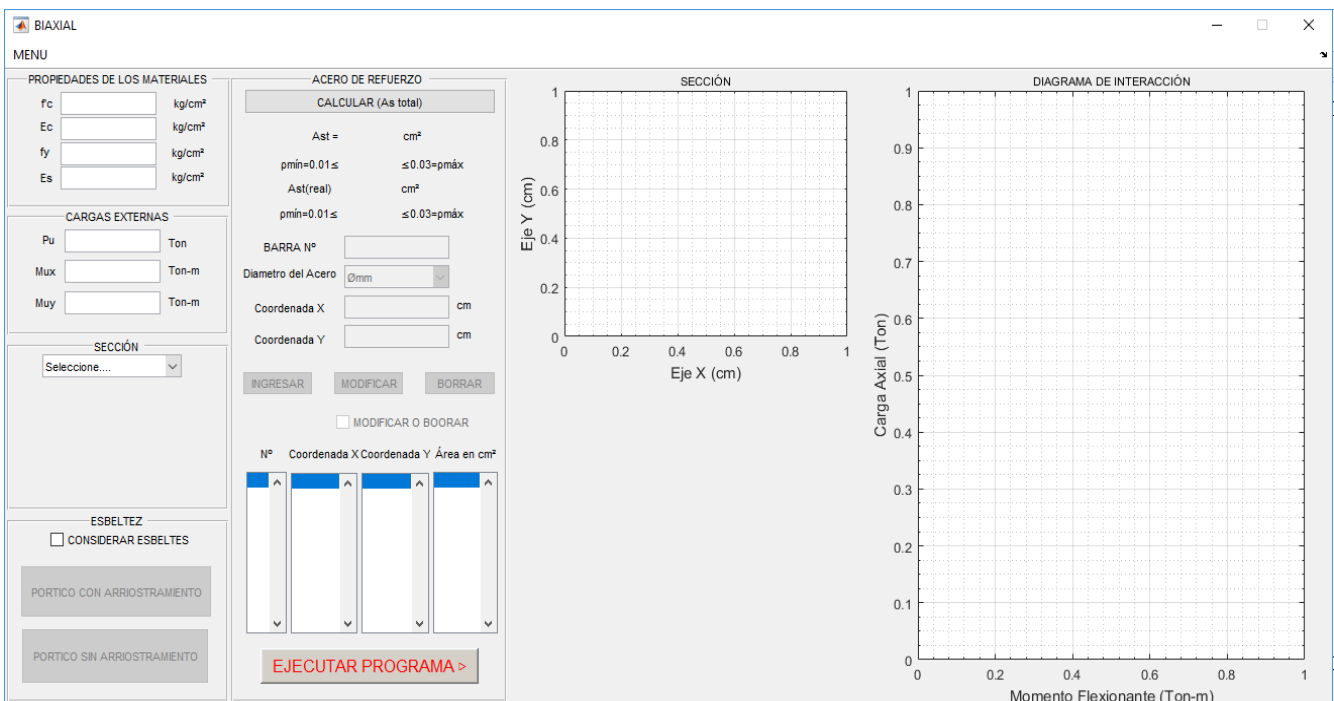 BIAXIAL
MENU
PROPIEDADES DE LOS MATERIALES
f'c kg/cm²
Ec kg/cm²
fy kg/cm²
Es kg/cm²
CARGAS EXTERNAS
Pu Ton
Mux Ton-m
Muy Ton-m
SECCIÓN
Seleccione....
ESBELTEZ
CONSIDERAR ESBELTES
PORTICO CON ARRIOSTRAMIENTO
PORTICO SIN ARRIOSTRAMIENTO
ACERO DE REFUERZO
CALCULAR (As total)
Ast = cm²
ρmín=0.01≤ ≤0.03=ρmáx
Ast(real) cm²
ρmín=0.01≤ ≤0.03=ρmáx
BARRA Nº
Diametro del Acero Ømm
Coordenada X cm
Coordenada Y cm
INGRESAR MODIFICAR BORRAR
MODIFICAR O BOORAR
Nº Coordenada X Coordenada Y Área en cm²
EJECUTAR PROGRAMA >
SECCIÓN
1
0.8
0.6
0.4
0.2
0
Eje Y (cm)
0 0.2 0.4 0.6 0.8 1
Eje X (cm)
DIAGRAMA DE INTERACCIÓN
1
0.9
0.8
0.7
0.6
0.5
0.4
0.3
0.2
0.1
0
Carga Axial (Ton)
0 0.2 0.4 0.6 0.8 1
Momento Flexionante (Ton-m)